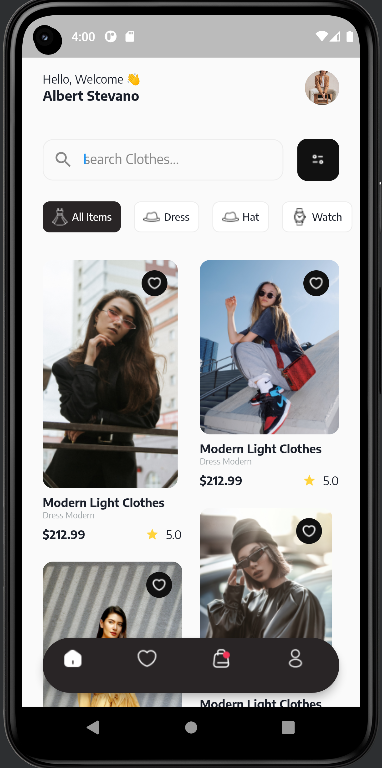 4:00
Hello, Welcome 👋
Albert Stevano
Search Clothes...
All Items
Dress
Hat
Watch
Modern Light Clothes
Dress Modern
$212.99
5.0
Modern Light Clothes
Dress Modern
$212.99
5.0
Modern Light Clothes